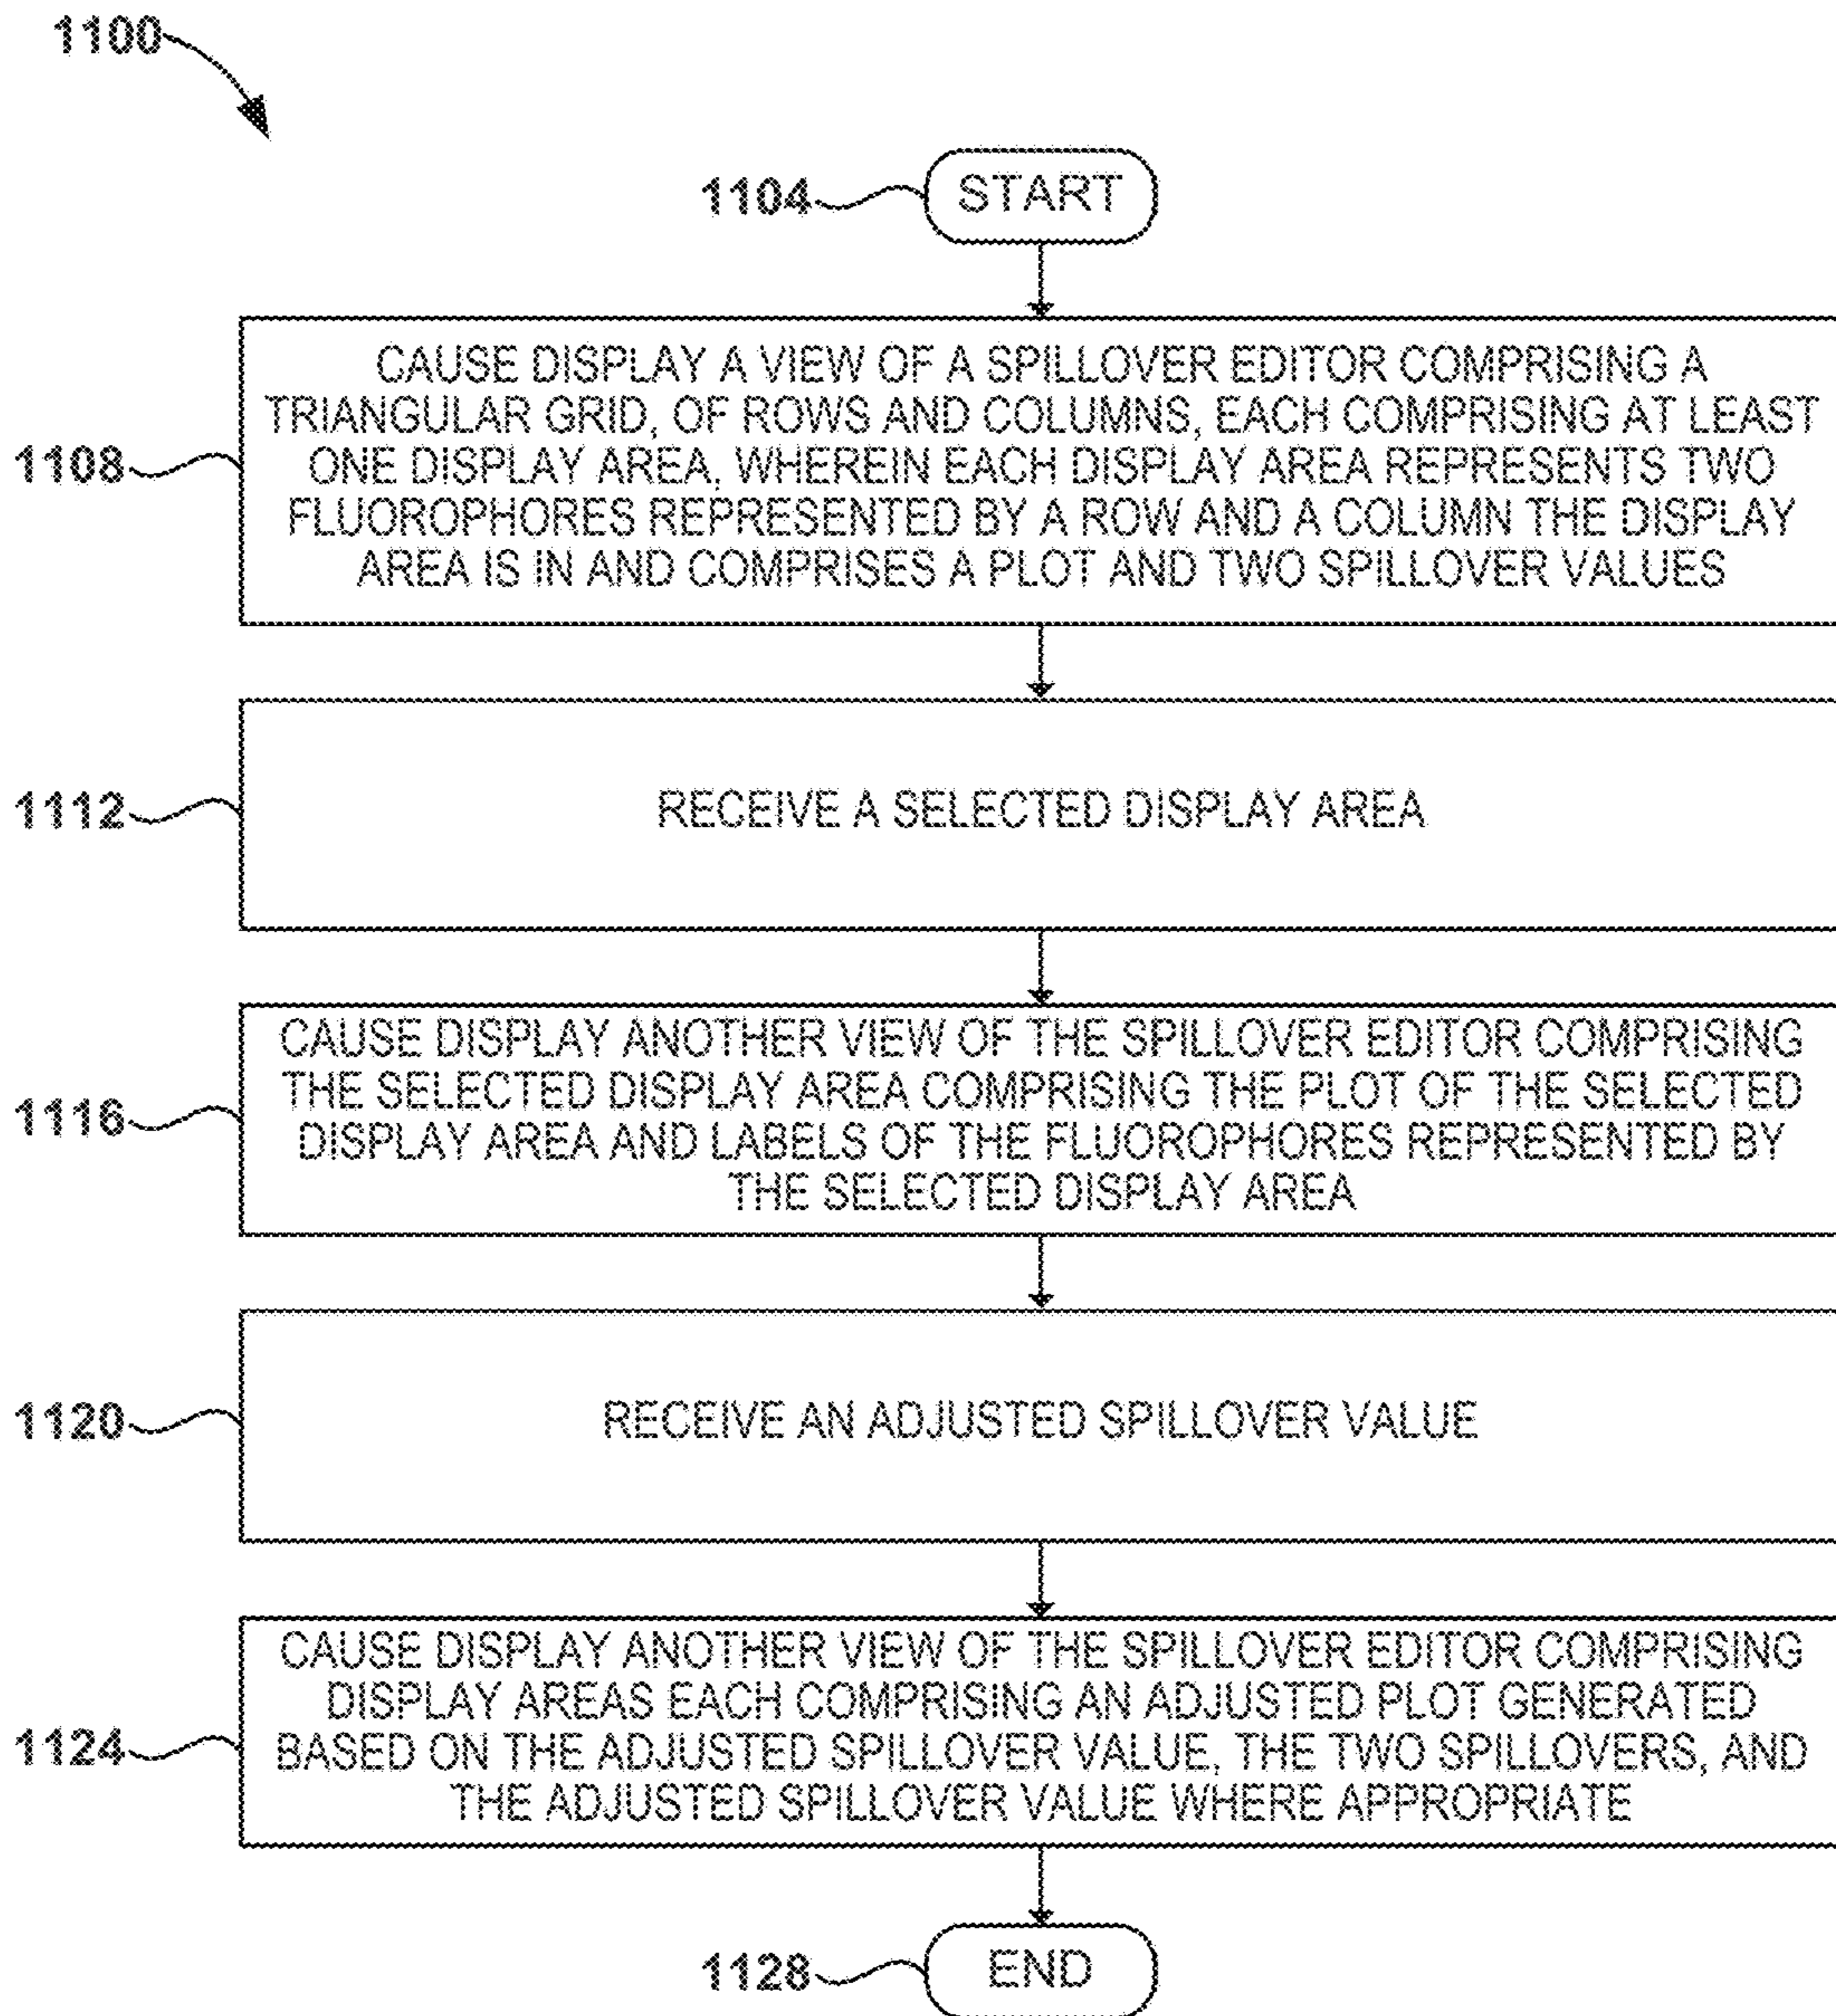 1100
1104
START
CAUSE DISPLAY A VIEW OF A SPILLOVER EDITOR COMPRISING A
TRIANGULAR GRID, OF ROWS AND COLUMNS, EACH COMPRISING AT LEAST
1108
ONE DISPLAY AREA, WHEREIN EACH DISPLAY AREA REPRESENTS TWO
FLUOROPHORES REPRESENTED BY A ROW AND A COLUMN THE DISPLAY
AREA IS IN AND COMPRISES A PLOT AND TWO SPILLOVER VALUES
1112
RECEIVE A SELECTED DISPLAY AREA
CAUSE DISPLAY ANOTHER VIEW OF THE SPILLOVER EDITOR COMPRISING
THE SELECTED DISPLAY AREA COMPRISING THE PLOT OF THE SELECTED
1116
DISPLAY AREA AND LABELS OF THE FLUOROPHORES REPRESENTED BY
THE SELECTED DISPLAY AREA
1120
RECEIVE AN ADJUSTED SPILLOVER VALUE
CAUSE DISPLAY ANOTHER VIEW OF THE SPILLOVER EDITOR COMPRISING
DISPLAY AREAS EACH COMPRISING AN ADJUSTED PLOT GENERATED
1124
BASED ON THE ADJUSTED SPILLOVER VALUE, THE TWO SPILLOVERS, AND
THE ADJUSTED SPILLOVER VALUE WHERE APPROPRIATE
1128
END